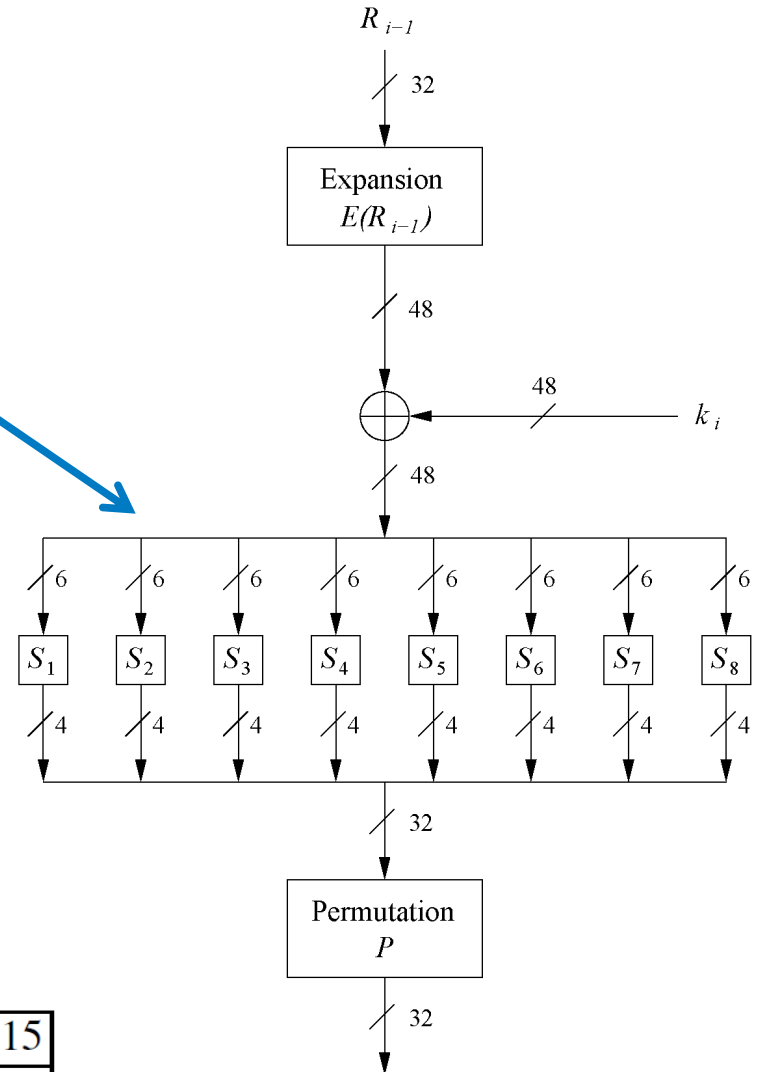 R i−1
32
Expansion
E(R i−1)
48
48
k i
48
6 6 6 6 6 6 6 6
S1 S2 S3 S4 S5 S6 S7 S8
4 4 4 4 4 4 4 4
32
Permutation
P
32
15